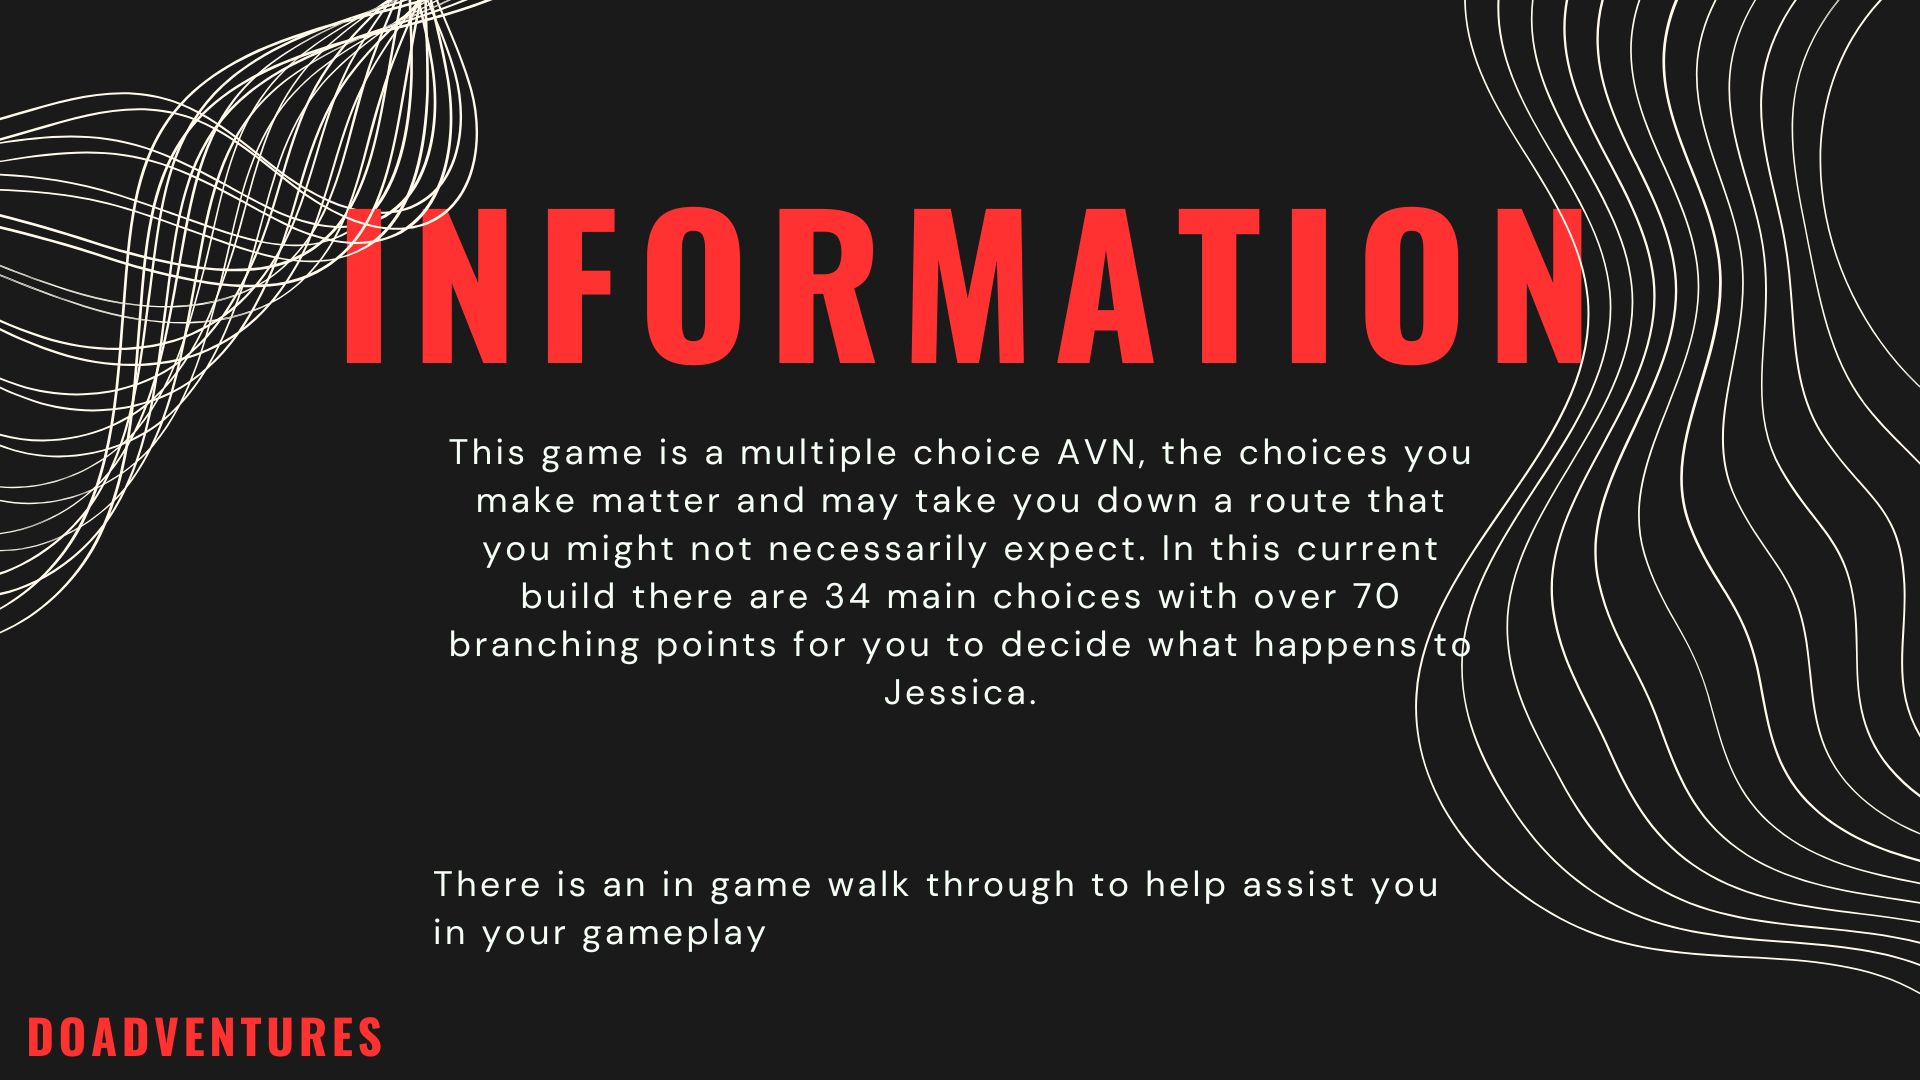 INFORMATION
This game is a multiple choice AVN, the choices you
make matter and may take you down a route that
you might not necessarily expect. In this current
build there are 34 main choices with over 70
branching points for you to decide what happens to
Jessica.
There is an in game walk through to help assist you
in your gameplay
DOADVENTURES